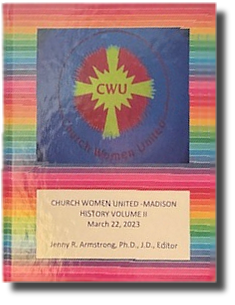 CWU
Church Women United
CHURCH WOMEN UNITED -MADISON
HISTORY VOLUME II
March 22, 2023
Jenny R. Armstrong, Ph.D., J.D., Editor